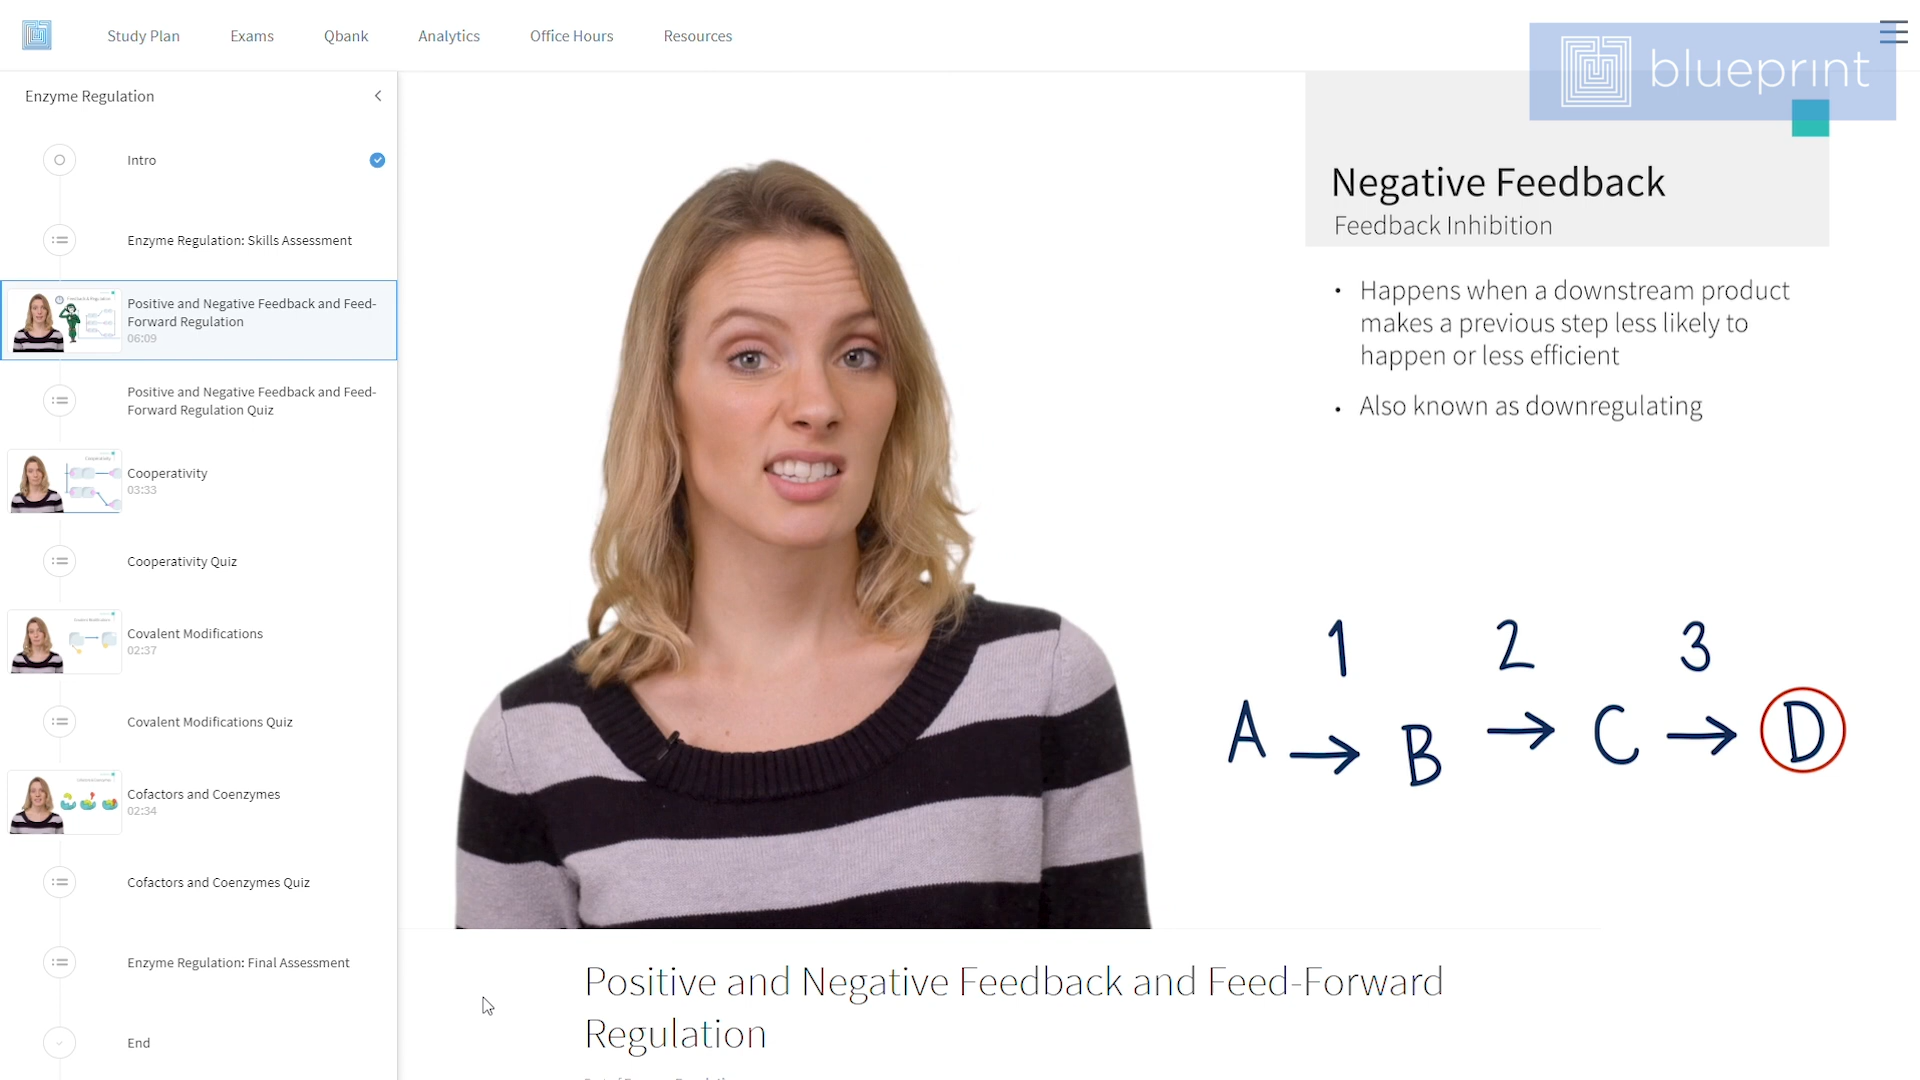 Study Plan
Exams
Qbank
Analytics
Office Hours
Resources
blueprint
Enzyme Regulation
Intro
Enzyme Regulation: Skills Assessment
Positive and Negative Feedback and Feed-
Forward Regulation
06:09
Positive and Negative Feedback and Feed-
Forward Regulation Quiz
Cooperativity
03:33
Cooperativity Quiz
Covalent Modifications
02:37
Covalent Modifications Quiz
Cofactors and Coenzymes
02:34
Cofactors and Coenzymes Quiz
Enzyme Regulation: Final Assessment
End
Negative Feedback
Feedback Inhibition
• Happens when a downstream product
makes a previous step less likely to
happen or less efficient
• Also known as downregulating
1 2 3
A → B → C → D
Positive and Negative Feedback and Feed-Forward
Regulation